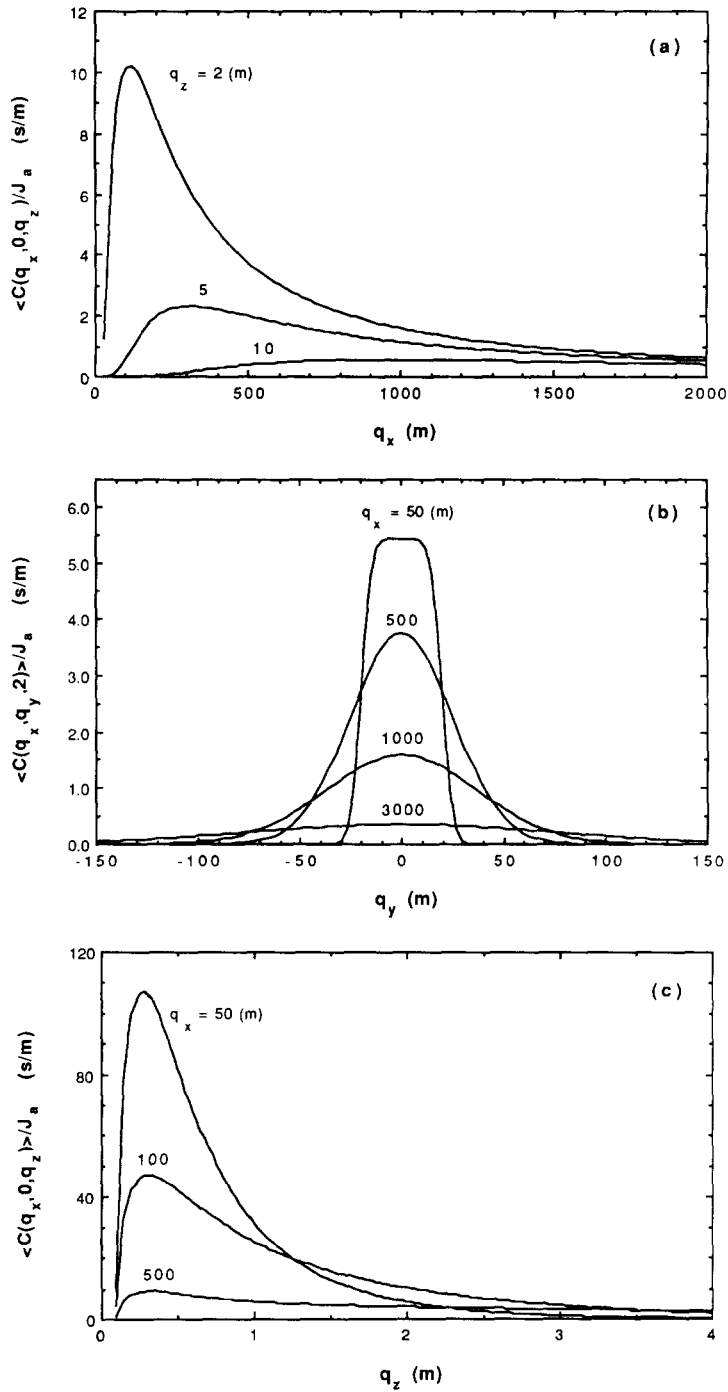 (a)
<C(q_x,0,q_z)/J_a (s/m)
12
10
8
6
4
2
0
q_z = 2 (m)
5
10
0 500 1000 1500 2000
q_x (m)
(b)
<C(q_x,q_y,2)>/J_a (s/m)
6.0
5.0
4.0
3.0
2.0
1.0
0.0
q_x = 50 (m)
500
1000
3000
-150 -100 -50 0 50 100 150
q_y (m)
(c)
<C(q_x,0,q_z)>/J_a (s/m)
120
80
40
0
q_x = 50 (m)
100
500
0 1 2 3 4
q_z (m)